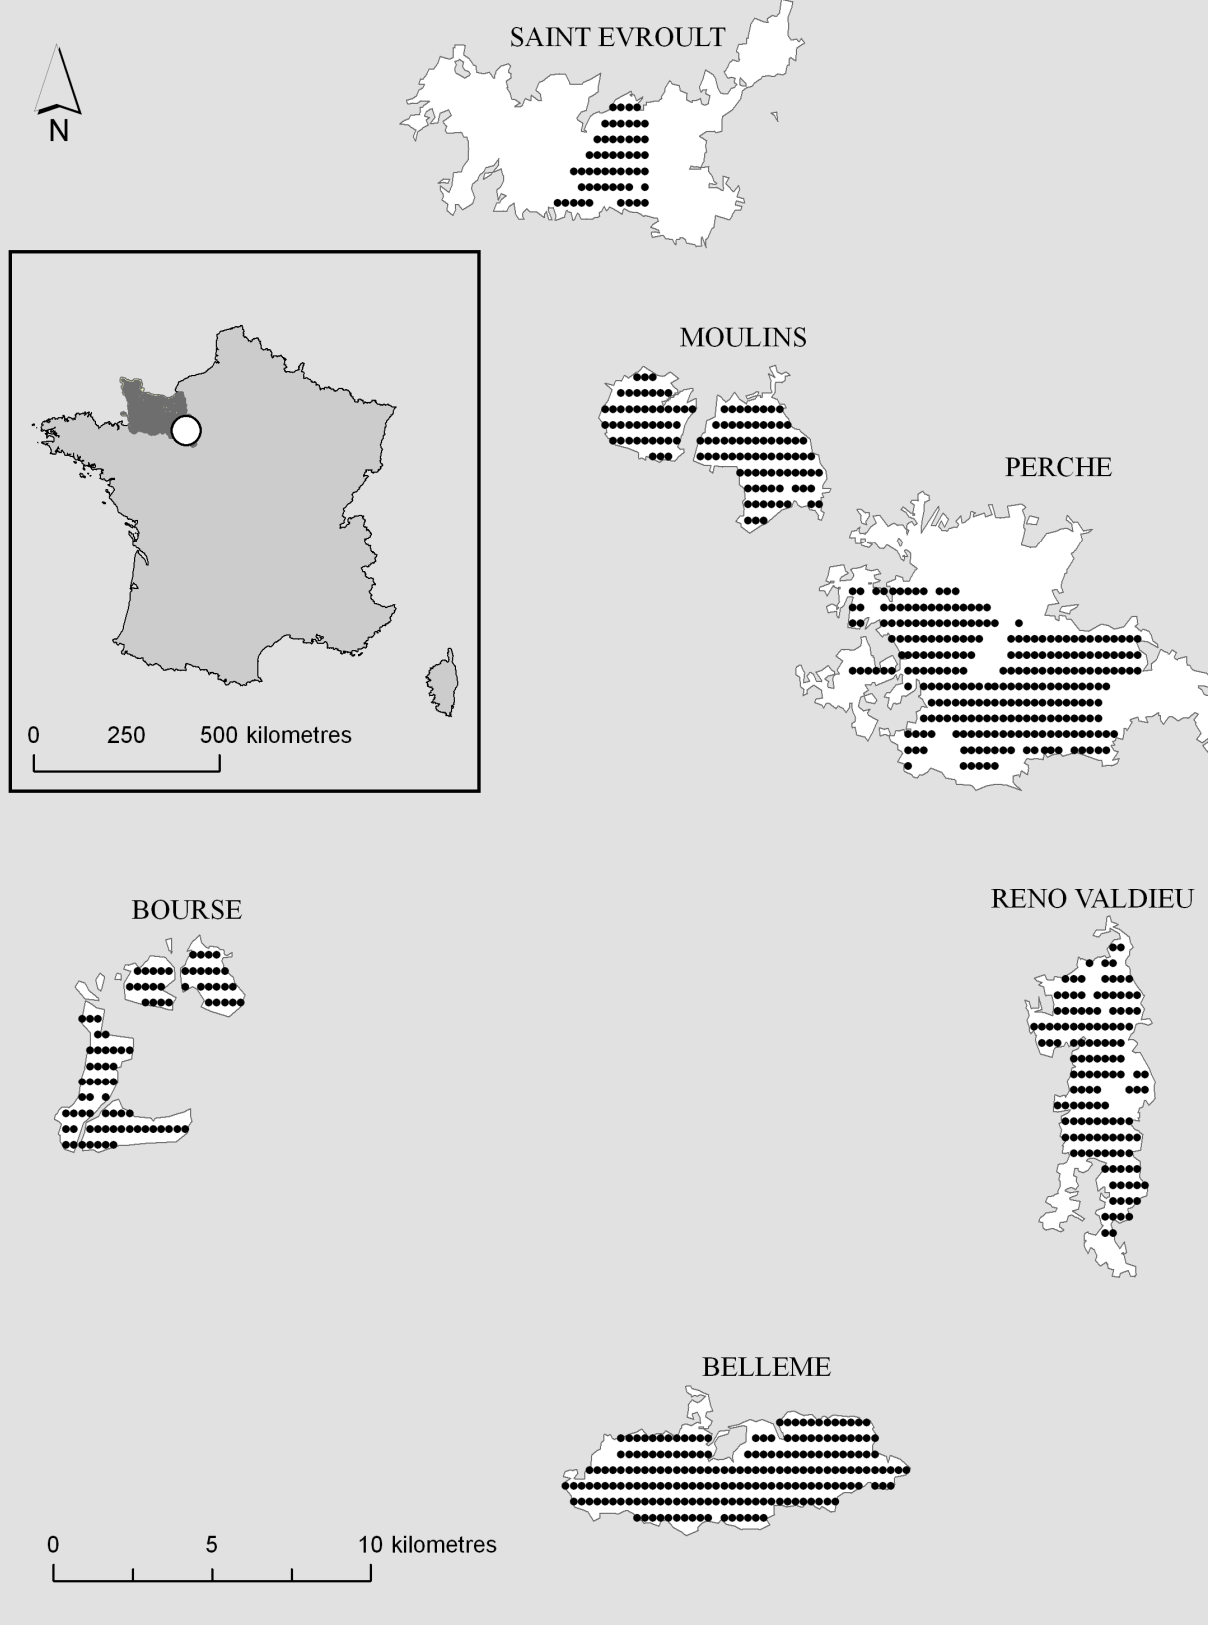 SAINT EVROULT
N
MOULINS
PERCHE
0 250 500 kilometres
BOURSE
RENO VALDIEU
BELLEME
0 5 10 kilometres